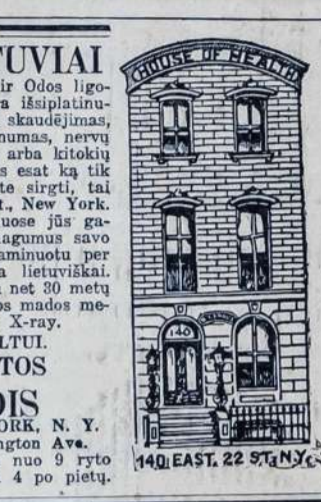 TUVIAI
ir Odos ligo-
ra išsiplatinu-
skaudėjimas,
numas, nervų
arba kitokių
s esat ką tik
te sirgti, tai
t., New York.
uose jūs ga-
lagumus savo
aminuotu per
a lietuviškai.
net 30 metų
os mados me-
X-ray.
LTUI.
TOS
DIS
ORK, N. Y.
ngton Ave.
nuo 9 ryto
i 4 po pietų.
HOUSE OF HEALTH
140
140 EAST. 22 ST. N.Y.C.